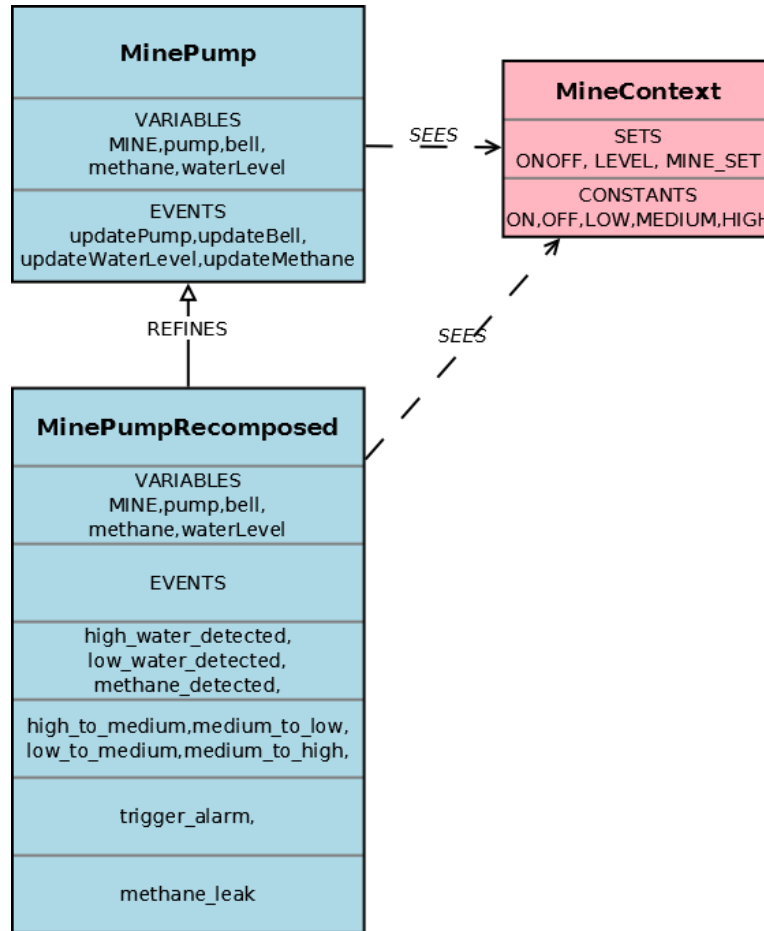 MinePump
VARIABLES
MINE,pump,bell,
methane,waterLevel
EVENTS
updatePump,updateBell,
updateWaterLevel,updateMethane
SEES
MineContext
SETS
ONOFF, LEVEL, MINE_SET
CONSTANTS
ON,OFF,LOW,MEDIUM,HIGH
REFINES
SEES
MinePumpRecomposed
VARIABLES
MINE,pump,bell,
methane,waterLevel
EVENTS
high_water_detected,
low_water_detected,
methane_detected,
high_to_medium,medium_to_low,
low_to_medium,medium_to_high,
trigger_alarm,
methane_leak